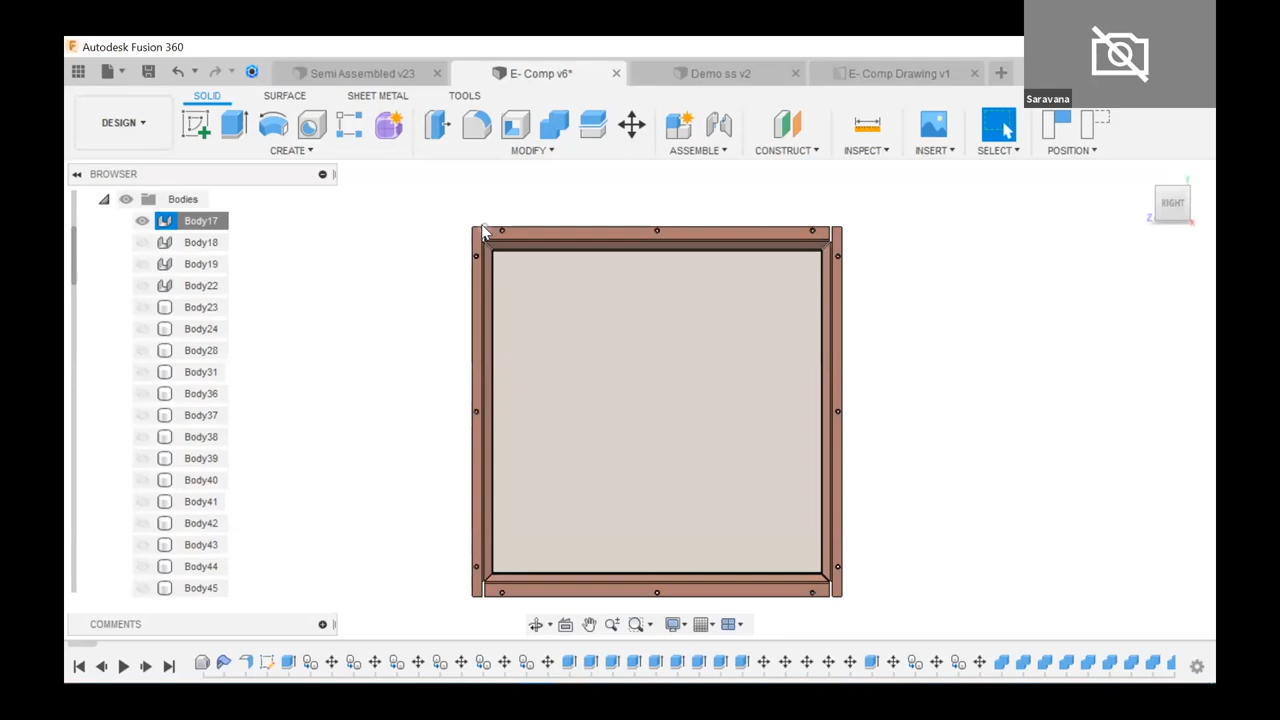 Autodesk Fusion 360
Semi Assembled v23
E- Comp v6*
Demo ss v2
E- Comp Drawing v1
Saravana
SOLID
SURFACE
SHEET METAL
TOOLS
DESIGN
CREATE
MODIFY
ASSEMBLE
CONSTRUCT
INSPECT
INSERT
SELECT
POSITION
BROWSER
Bodies
Body17
Body18
Body19
Body22
Body23
Body24
Body28
Body31
Body36
Body37
Body38
Body39
Body40
Body41
Body42
Body43
Body44
Body45
Y
RIGHT
Z
X
COMMENTS